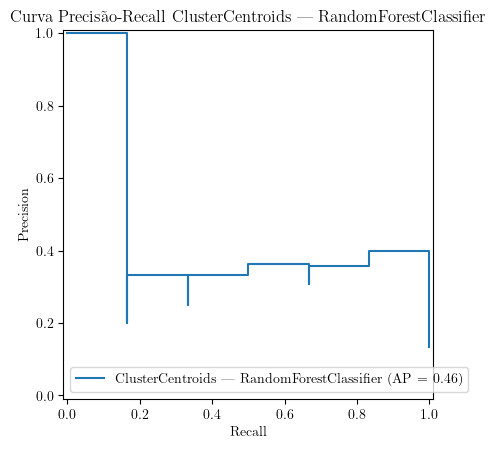 Curva Precisão-Recall ClusterCentroids — RandomForestClassifier
1.0
0.8
0.6
0.4
0.2
0.0
Precision
ClusterCentroids — RandomForestClassifier (AP = 0.46)
0.0 0.2 0.4 0.6 0.8 1.0
Recall